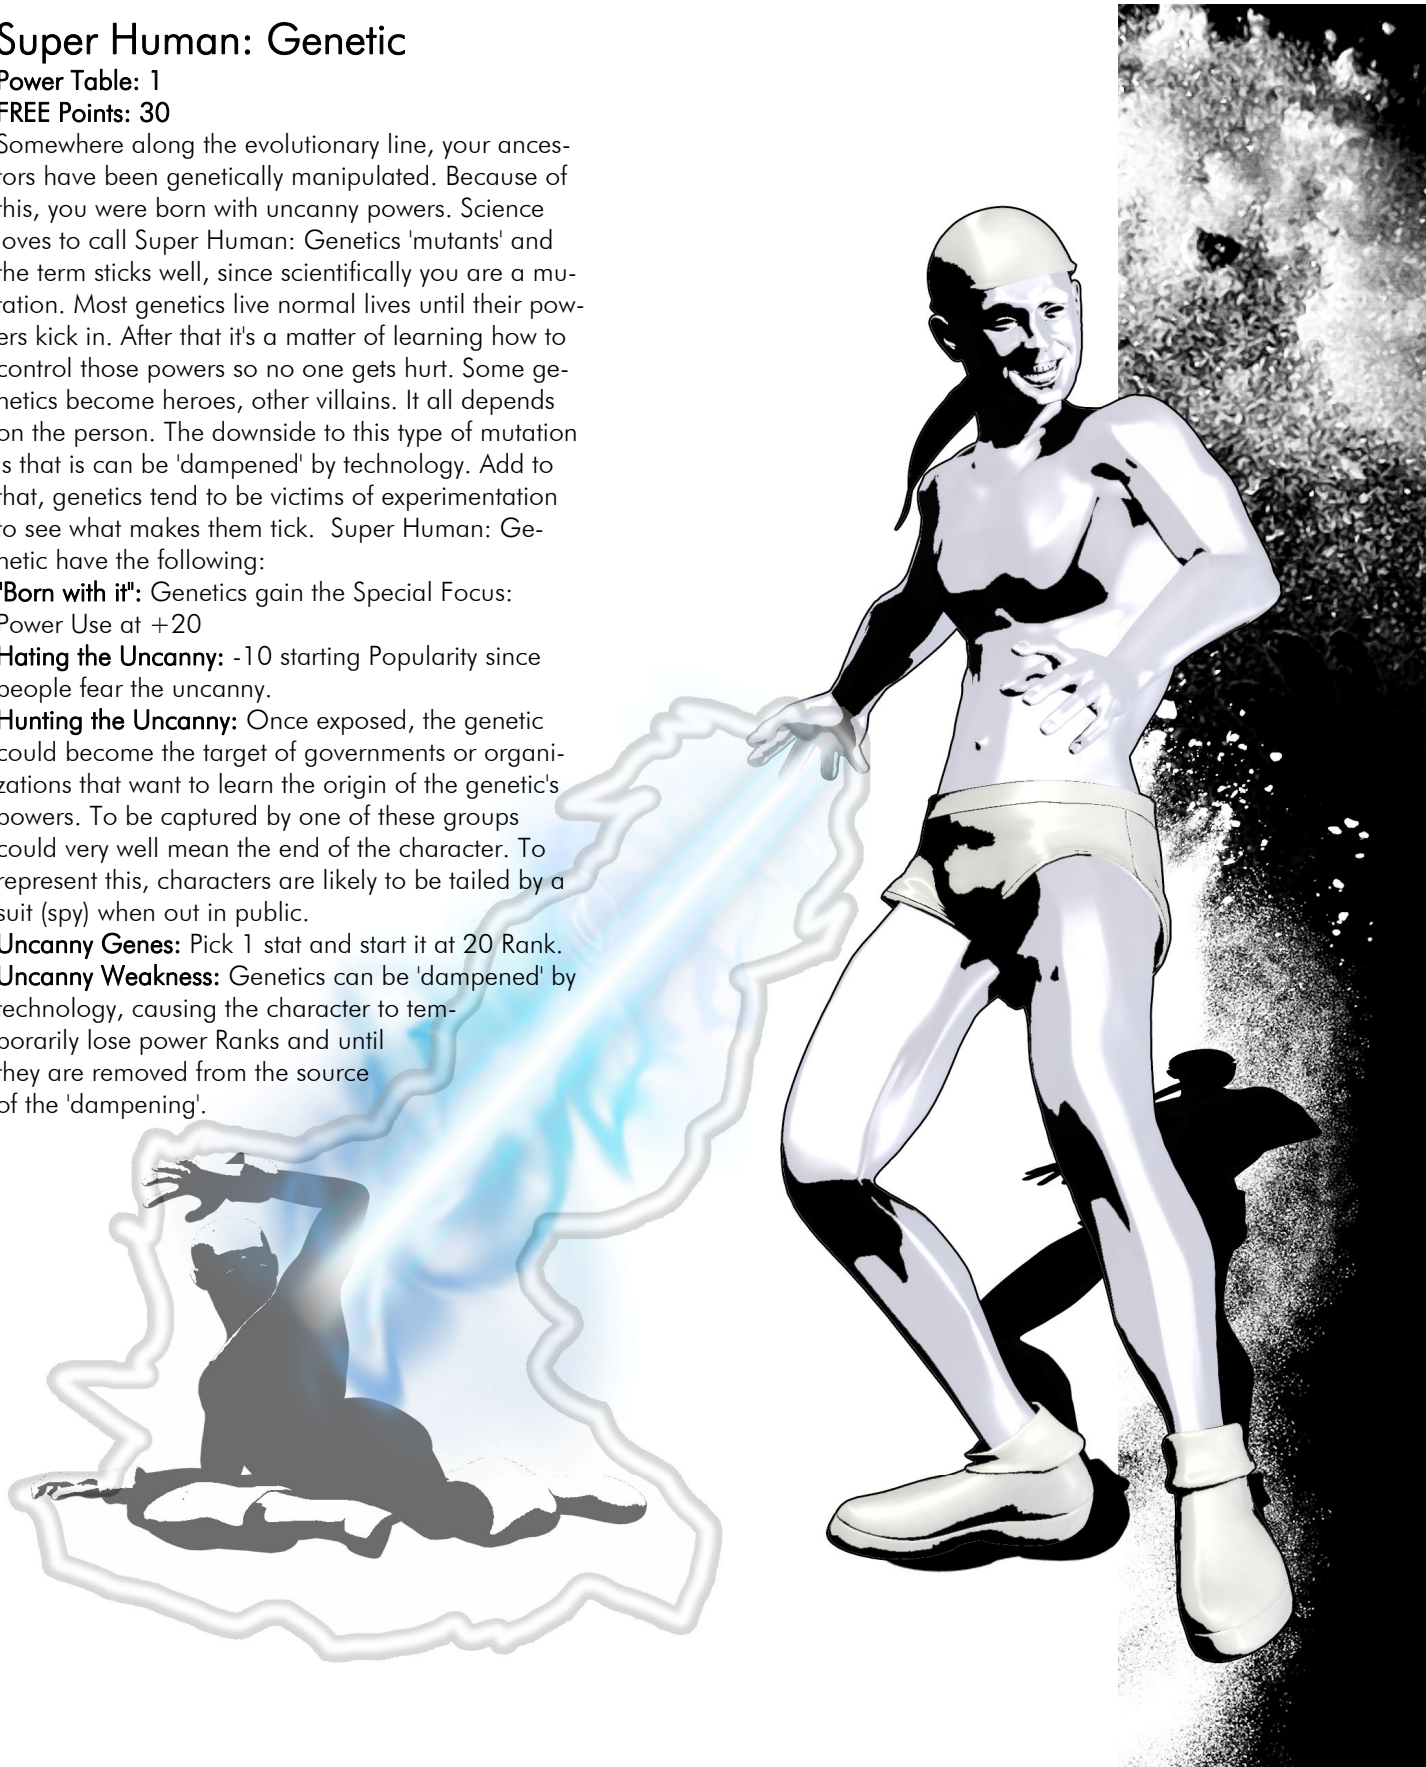 Super Human: Genetic
Power Table: 1
FREE Points: 30
Somewhere along the evolutionary line, your ances-
tors have been genetically manipulated. Because of
this, you were born with uncanny powers. Science
loves to call Super Human: Genetics 'mutants' and
the term sticks well, since scientifically you are a mu-
tation. Most genetics live normal lives until their pow-
ers kick in. After that it's a matter of learning how to
control those powers so no one gets hurt. Some ge-
netics become heroes, other villains. It all depends
on the person. The downside to this type of mutation
is that is can be 'dampened' by technology. Add to
that, genetics tend to be victims of experimentation
to see what makes them tick.  Super Human: Ge-
netic have the following:
"Born with it": Genetics gain the Special Focus:
Power Use at +20
Hating the Uncanny: -10 starting Popularity since
people fear the uncanny.
Hunting the Uncanny: Once exposed, the genetic
could become the target of governments or organi-
zations that want to learn the origin of the genetic's
powers. To be captured by one of these groups
could very well mean the end of the character. To
represent this, characters are likely to be tailed by a
suit (spy) when out in public.
Uncanny Genes: Pick 1 stat and start it at 20 Rank.
Uncanny Weakness: Genetics can be 'dampened' by
technology, causing the character to tem-
porarily lose power Ranks and until
they are removed from the source
of the 'dampening'.